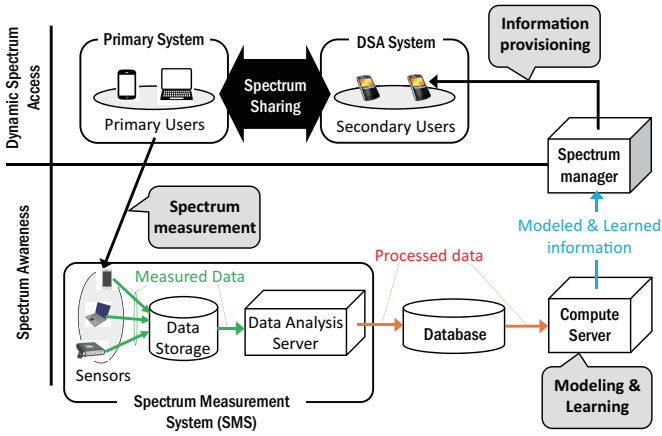 Dynamic Spectrum
Access
Primary System
Primary Users
Spectrum
Sharing
DSA System
Secondary Users
Information
provisioning
Spectrum
manager
Spectrum Awareness
Spectrum
measurement
Modeled & Learned
information
Measured Data
Processed data
Sensors
Data
Storage
Data Analysis
Server
Database
Compute
Server
Spectrum Measurement
System (SMS)
Modeling &
Learning